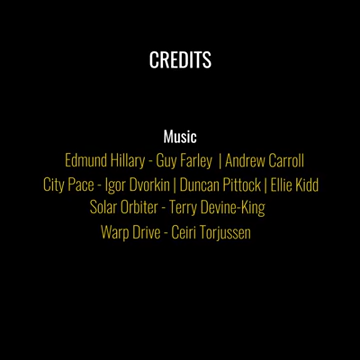 CREDITS
Music
Edmund Hillary - Guy Farley | Andrew Carroll
City Pace - Igor Dvorkin | Duncan Pittock | Ellie Kidd
Solar Orbiter - Terry Devine-King
Warp Drive - Ceiri Torjussen